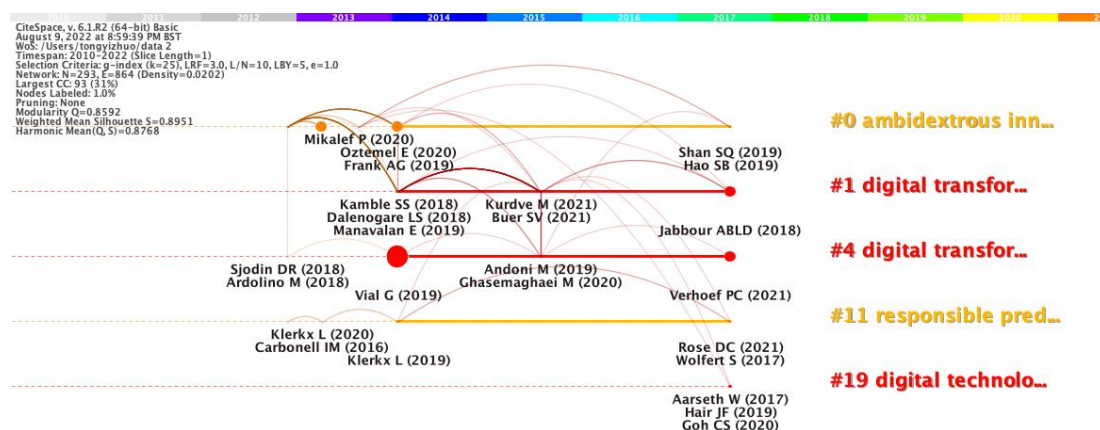 2010 2011 2012 2013 2014 2015 2016 2017 2018 2019 2020 2
CiteSpace, v. 6.1.R2 (64-bit) Basic
August 9, 2022 at 8:59:39 PM BST
WoS: /Users/tongyizhuo/data 2
Timespan: 2010-2022 (Slice Length=1)
Selection Criteria: g-index (k=25), LRF=3.0, L/N=10, LBY=5, e=1.0
Network: N=293, E=864 (Density=0.0202)
Largest CC: 93 (31%)
Nodes Labeled: 1.0%
Pruning: None
Modularity Q=0.8592
Weighted Mean Silhouette S=0.8951
Harmonic Mean(Q, S)=0.8768
#0 ambidextrous inn...
Mikalef P (2020)
Oztemel E (2020)
Frank AG (2019)
Shan SQ (2019)
Hao SB (2019)
#1 digital transfor...
Kamble SS (2018)
Dalenogare LS (2018)
Manavalan E (2019)
Kurdve M (2021)
Buer SV (2021)
Jabbour ABLD (2018)
#4 digital transfor...
Sjodin DR (2018)
Ardolino M (2018)
Vial G (2019)
Andoni M (2019)
Ghasemaghaei M (2020)
Verhoef PC (2021)
#11 responsible pred...
Klerkx L (2020)
Carbonell IM (2016)
Klerkx L (2019)
Rose DC (2021)
Wolfert S (2017)
#19 digital technolo...
Aarseth W (2017)
Hair JF (2019)
Goh CS (2020)